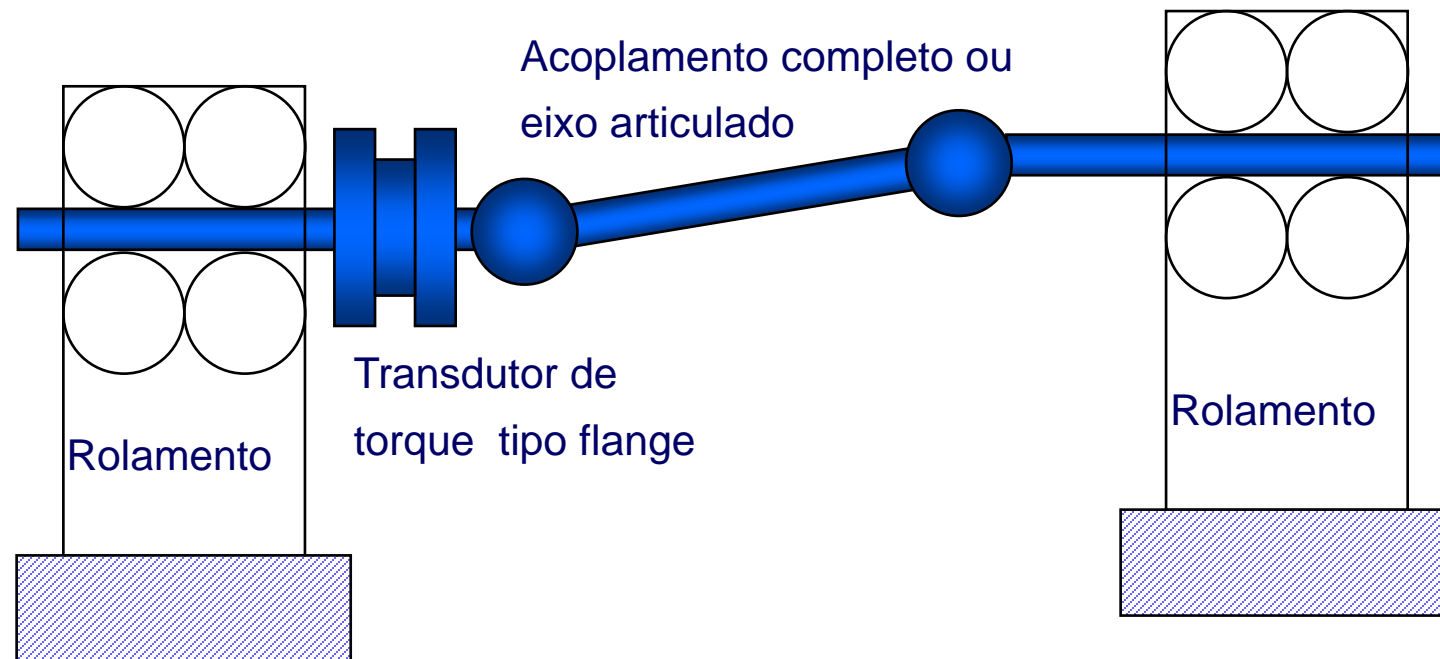 Acoplamento completo ou
eixo articulado
Transdutor de
torque tipo flange
Rolamento
Rolamento